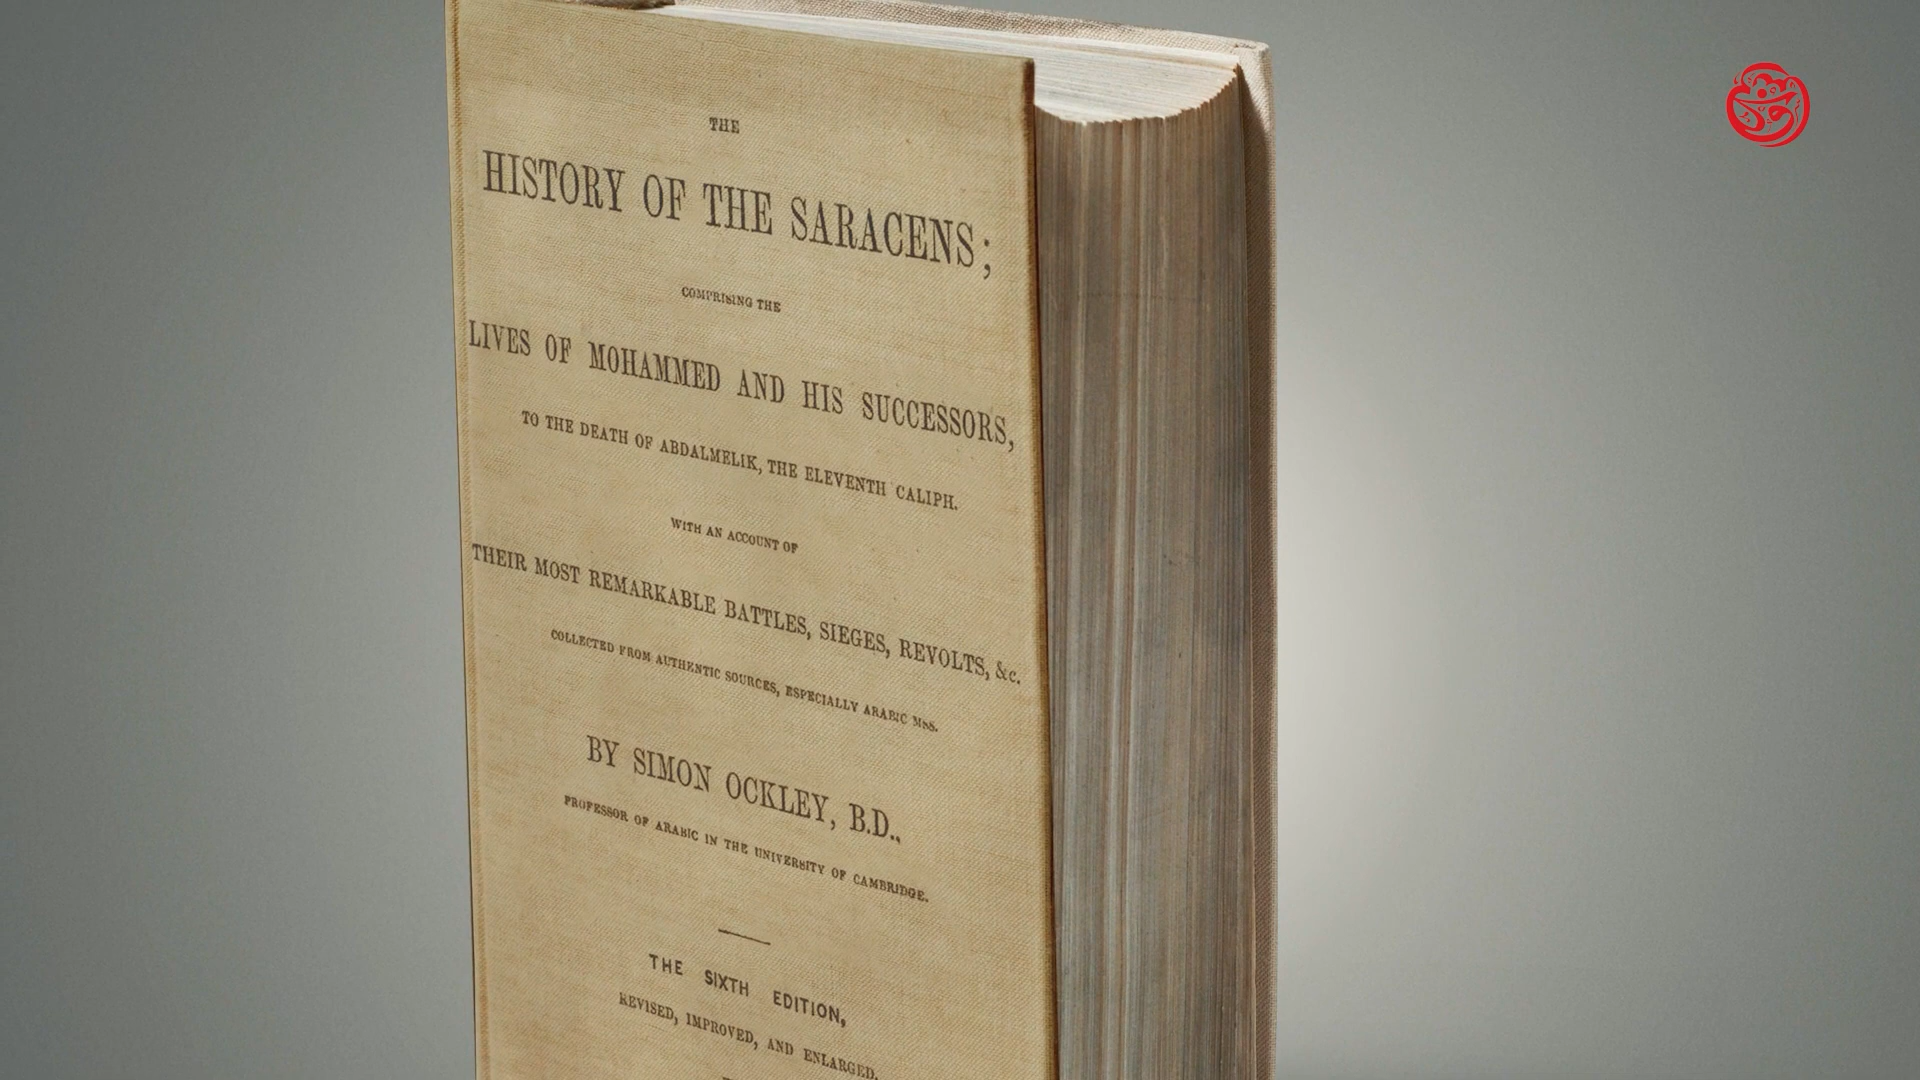 THE
HISTORY OF THE SARACENS;
COMPRISING THE
LIVES OF MOHAMMED AND HIS SUCCESSORS,
TO THE DEATH OF ABDALMELIK, THE ELEVENTH CALIPH.
WITH AN ACCOUNT OF
THEIR MOST REMARKABLE BATTLES, SIEGES, REVOLTS, &c.
COLLECTED FROM AUTHENTIC SOURCES, ESPECIALLY ARABIC MSS.
BY SIMON OCKLEY, B.D.,
PROFESSOR OF ARABIC IN THE UNIVERSITY OF CAMBRIDGE.
THE SIXTH EDITION,
REVISED, IMPROVED, AND ENLARGED.